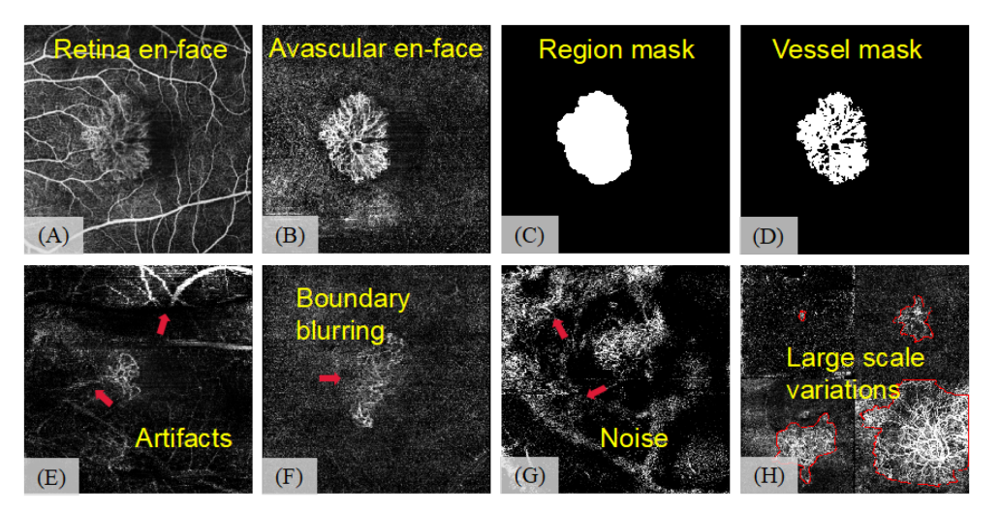 Retina en-face
Avascular en-face
Region mask
Vessel mask
(A)
(B)
(C)
(D)
Boundary
blurring
Large scale
variations
Artifacts
Noise
(E)
(F)
(G)
(H)